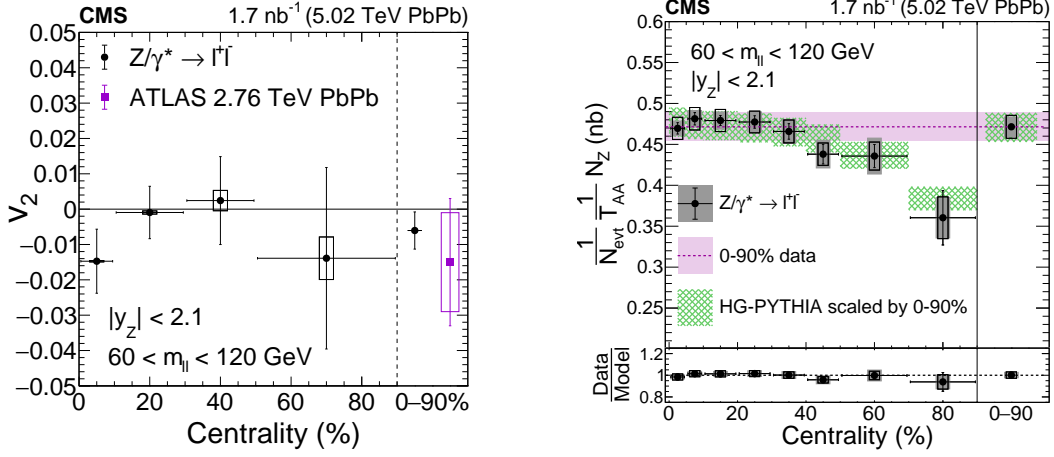 CMS 1.7 nb⁻¹ (5.02 TeV PbPb)
0.05
0.04
0.03
0.02
0.01
0
−0.01
−0.02
−0.03
−0.04
−0.05
v₂
Z/γ* → l⁺l⁻
ATLAS 2.76 TeV PbPb
|y_Z| < 2.1
60 < m_ll < 120 GeV
20 40 60 80 0−90%
Centrality (%)
CMS 1.7 nb⁻¹ (5.02 TeV PbPb)
0.6
0.55
0.5
0.45
0.4
0.35
0.3
0.25
1/N_evt 1/T_AA N_Z (nb)
60 < m_ll < 120 GeV
|y_Z| < 2.1
Z/γ* → l⁺l⁻
0-90% data
HG-PYTHIA scaled by 0-90%
1.2
1
0.8
Data
Model
0 20 40 60 80 0−90
Centrality (%)